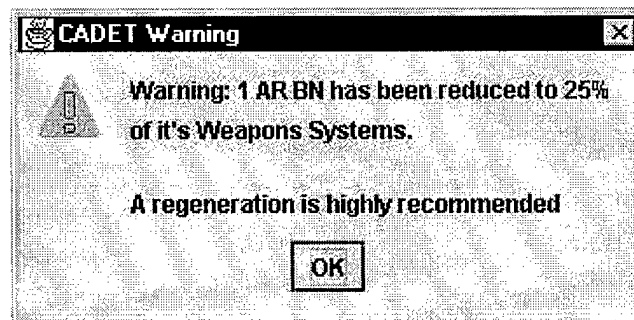 CADET Warning
Warning: 1 AR BN has been reduced to 25%
of it's Weapons Systems.
A regeneration is highly recommended
OK